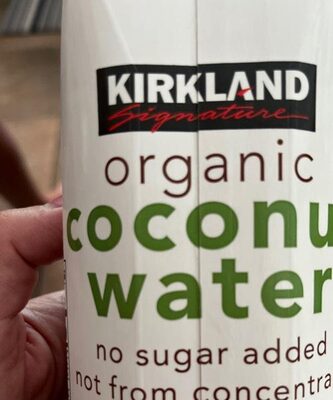 KIRKLAND
Signature
organic
coconu
water
no sugar added
not from concentra